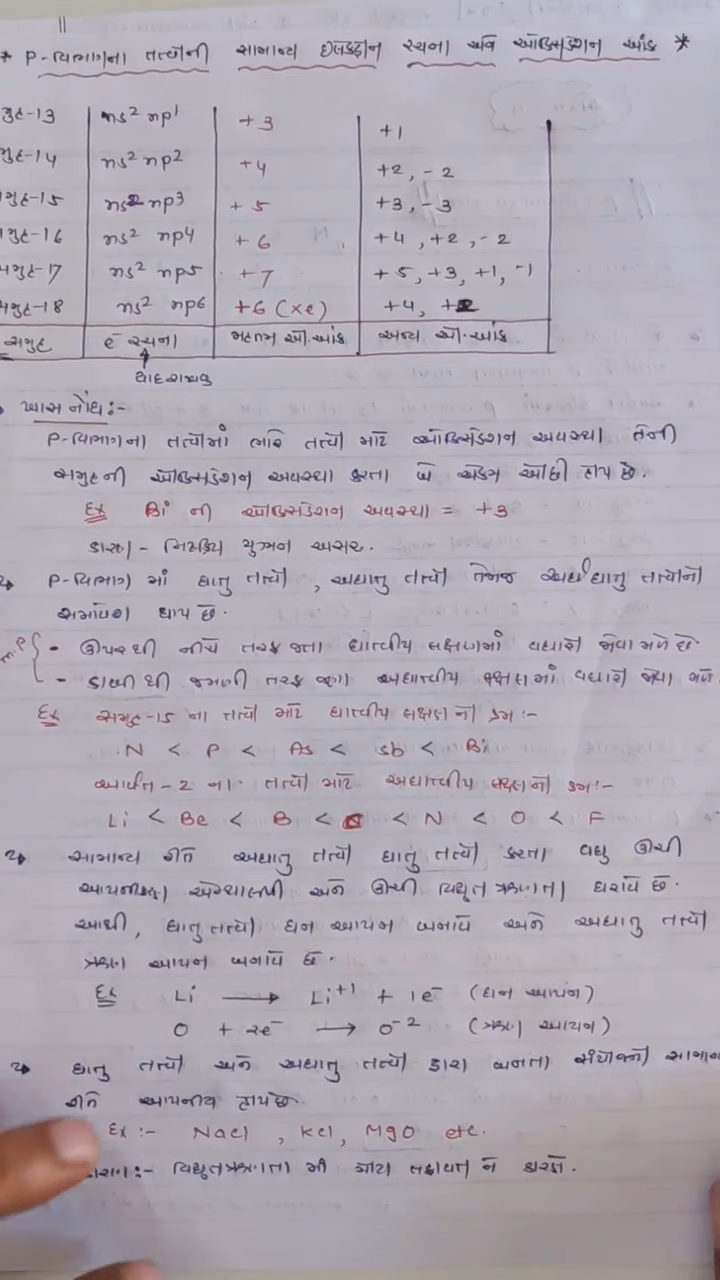 * P-વિભાગના તત્વોની સામાન્ય ઇલેક્ટ્રોન રચના અને ઓક્સિડેશન આંક *
સમુહ-13 ns² np¹ +3 +1
સમુહ-14 ns² np² +4 +2, -2
સમુહ-15 ns² np³ +5 +3, -3
સમુહ-16 ns² np⁴ +6 +4, +2, -2
સમુહ-17 ns² np⁵ +7 +5, +3, +1, -1
સમુહ-18 ns² np⁶ +6 (Xe) +4, +2
સમુહ e⁻ રચના મહતમ ઓ.આંક અન્ય ઓ.આંક
યાદ રાખવુ
ખાસ નોંધ:-
P-વિભાગના તત્વોમાં ભારે તત્વો માટે ઓક્સિડેશન અવસ્થા તેની
સમુહની ઓક્સિડેશન અવસ્થા કરતા બે એકમ ઓછી હોય છે.
Ex Bi ની ઓક્સિડેશન અવસ્થા = +3
કારણ - નિષ્ક્રિય યુગ્મન અસર.
P-વિભાગ માં ધાતુ તત્વો, અધાતુ તત્વો તેમજ અર્ધધાતુ તત્વોનો
સમાવેશ થાય છે.
m.p { • ઉપરથી નીચે તરફ જતા ધાત્વીય લક્ષણમાં વધારો જોવા મળે છે
• ડાબી થી જમણી તરફ જતા અધાત્વીય લક્ષણમાં વધારો જોવા મળે
Ex સમુહ-15 ના તત્વો માટે ધાત્વીય લક્ષણ નો ક્રમ:-
N < P < As < Sb < Bi
આવર્ત-2 ના તત્વો માટે અધાત્વીય લક્ષણ નો ક્રમ:-
Li < Be < B < C < N < O < F
સામાન્ય રીતે અધાતુ તત્વો ધાતુ તત્વો કરતા વધુ ઊંચી
આયનીકરણ એન્થાલ્પી અને ઊંચી વિદ્યુત ઋણતા ધરાવે છે.
આથી, ધાતુ તત્વો ધન આયન બનાવે અને અધાતુ તત્વો
ઋણ આયન બનાવે છે.
Ex Li ⟶ Li⁺¹ + 1e⁻ (ધન આયન)
O + 2e⁻ ⟶ O⁻² (ઋણ આયન)
ધાતુ તત્વો અને અધાતુ તત્વો દ્વારા બનતા સંયોજનો સામાન્ય
રીતે આયનીય હોય છે.
Ex :- NaCl, KCl, MgO etc.
કારણ:- વિદ્યુતઋણતા ની મોટા તફાવત ને કારણે.